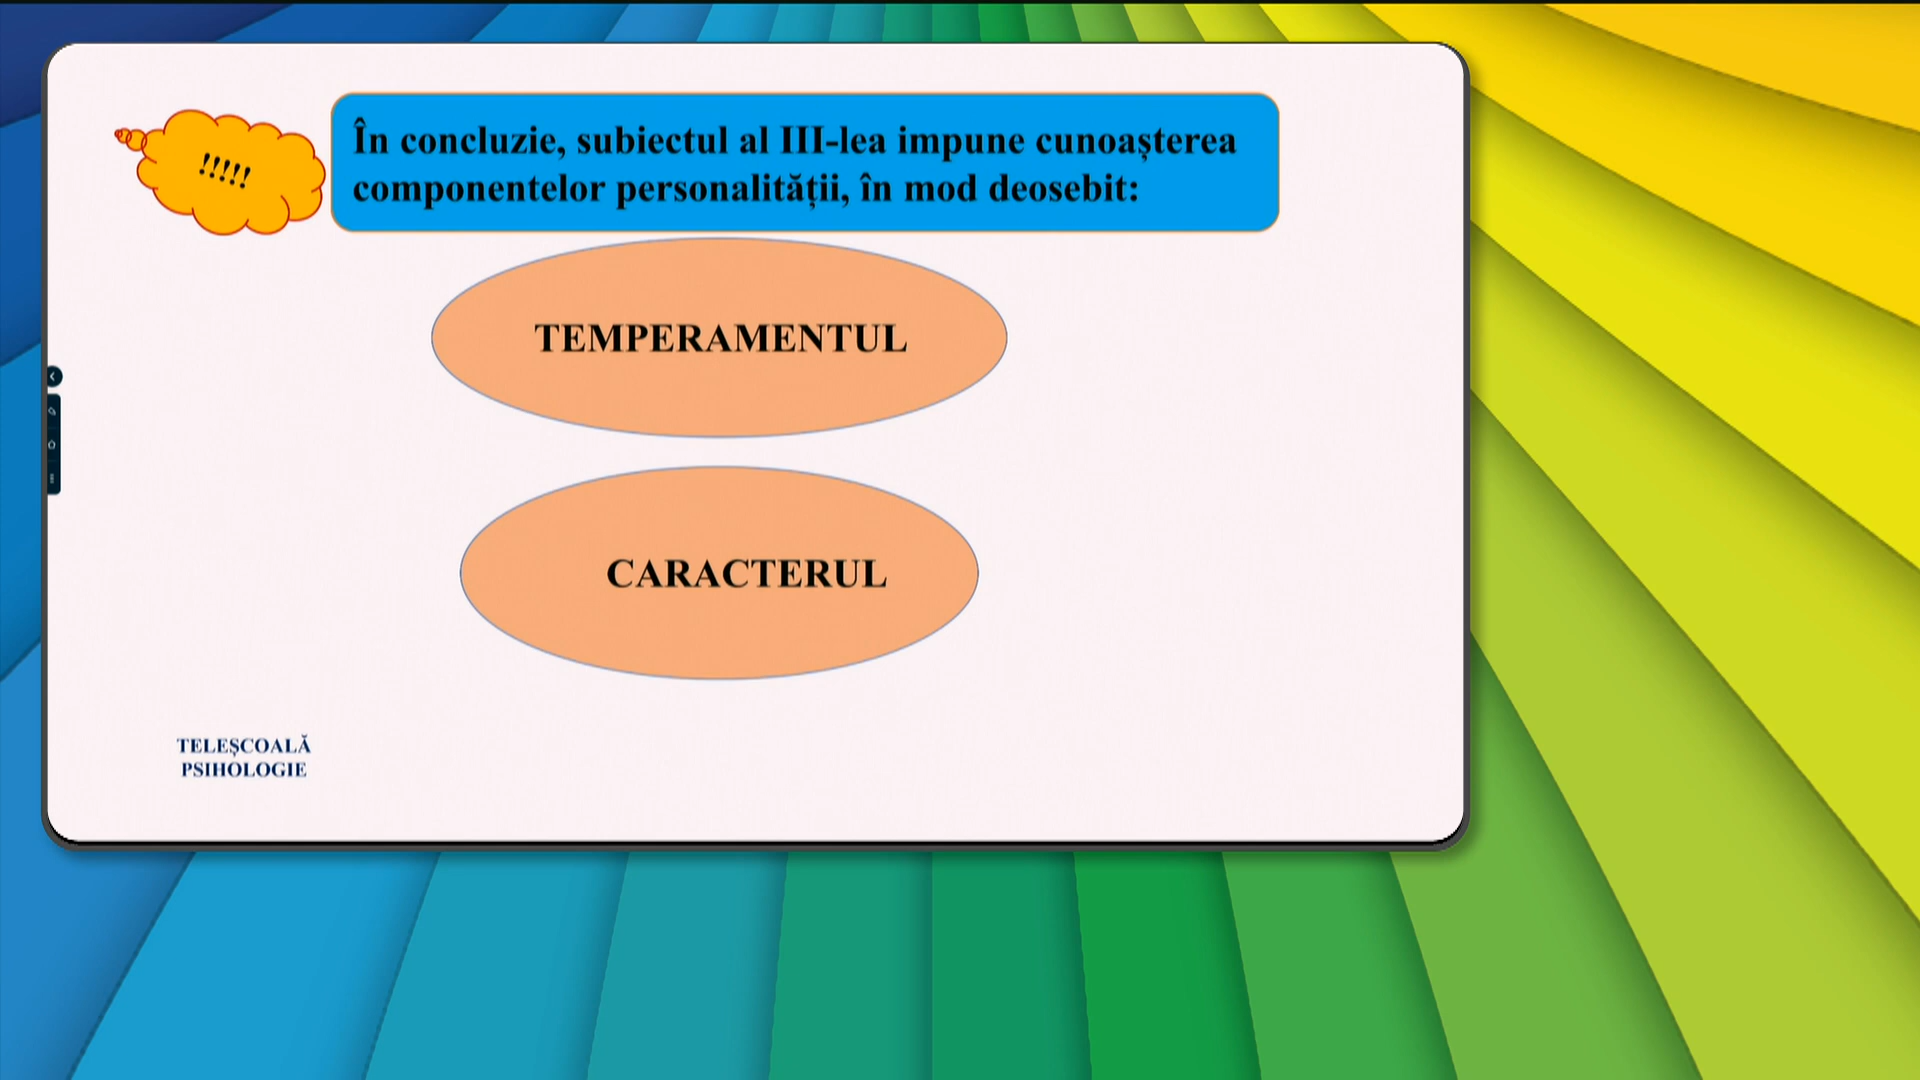 !!!!!
În concluzie, subiectul al III-lea impune cunoașterea
componentelor personalității, în mod deosebit:
TEMPERAMENTUL
CARACTERUL
TELEȘCOALĂ
PSIHOLOGIE